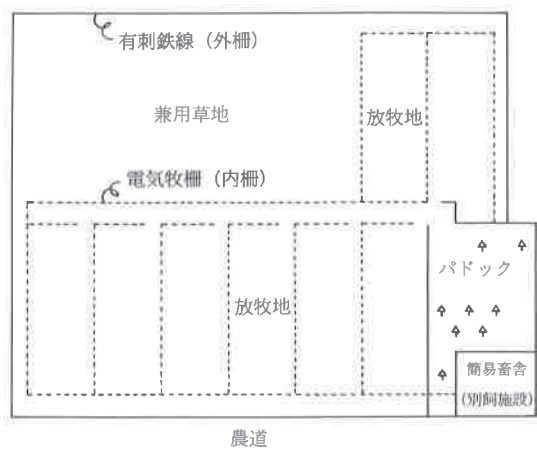 有刺鉄線（外柵）
兼用草地
放牧地
電気牧柵（内柵）
パドック
放牧地
簡易畜舎
(別飼施設)
農道